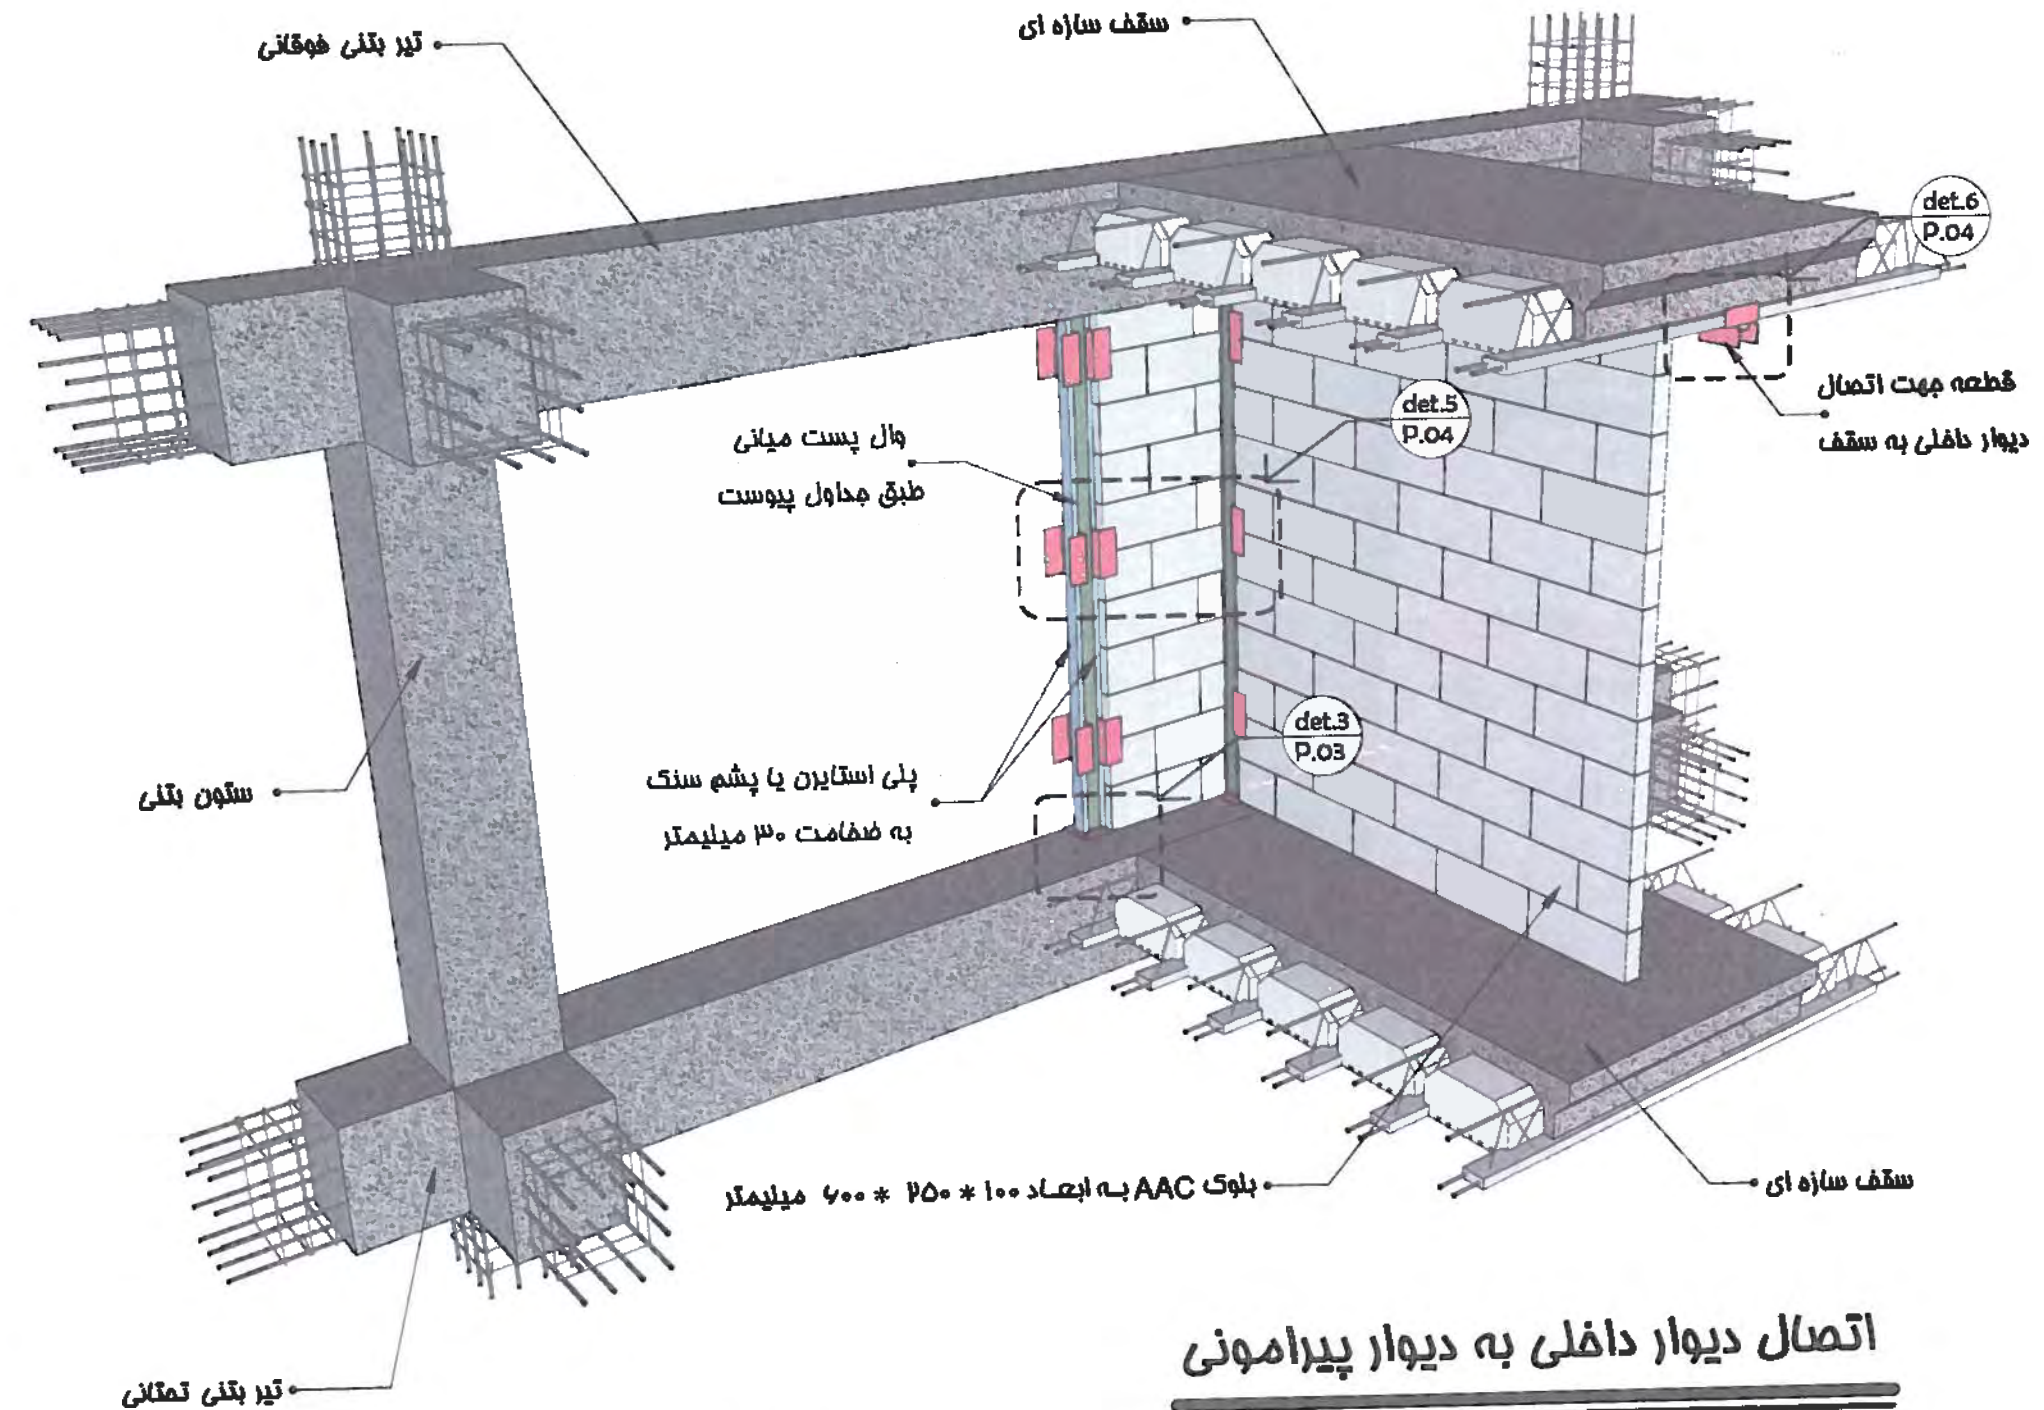 سقف سازه ای
تیر بتنی فوقانی
det.6
P.04
قطعه جهت اتصال
دیوار داخلی به سقف
det.5
P.04
وال پست میانی
طبق جداول پیوست
det.3
P.03
پلی استایرن یا پشم سنگ
به ضخامت ۳۰ میلیمتر
ستون بتنی
سقف سازه ای
بلوک AAC به ابعاد ۱۰۰ * ۲۵۰ * ۶۰۰ میلیمتر
تیر بتنی تحتانی
اتصال دیوار داخلی به دیوار پیرامونی